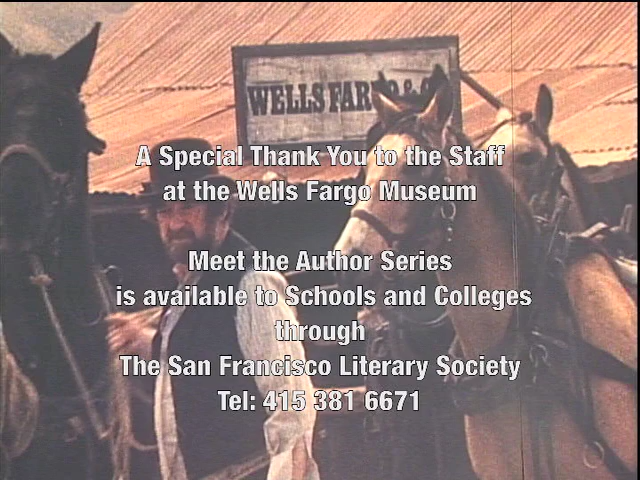 WELLS FARGO & C
A Special Thank You to the Staff
at the Wells Fargo Museum
Meet the Author Series
is available to Schools and Colleges
through
The San Francisco Literary Society
Tel: 415 381 6671